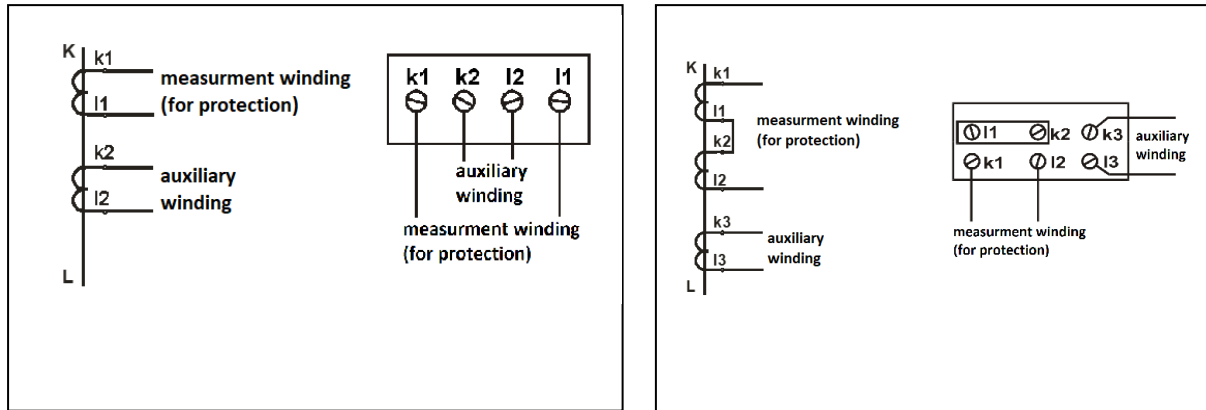 K
k1
measurment winding
(for protection)
l1
k2
auxiliary
winding
l2
L
k1 k2 l2 l1
auxiliary
winding
measurment winding
(for protection)
K
k1
l1
measurment winding
(for protection)
k2
l2
k3
auxiliary
winding
l3
L
l1 k2 k3
auxiliary
winding
k1 l2 l3
measurment winding
(for protection)